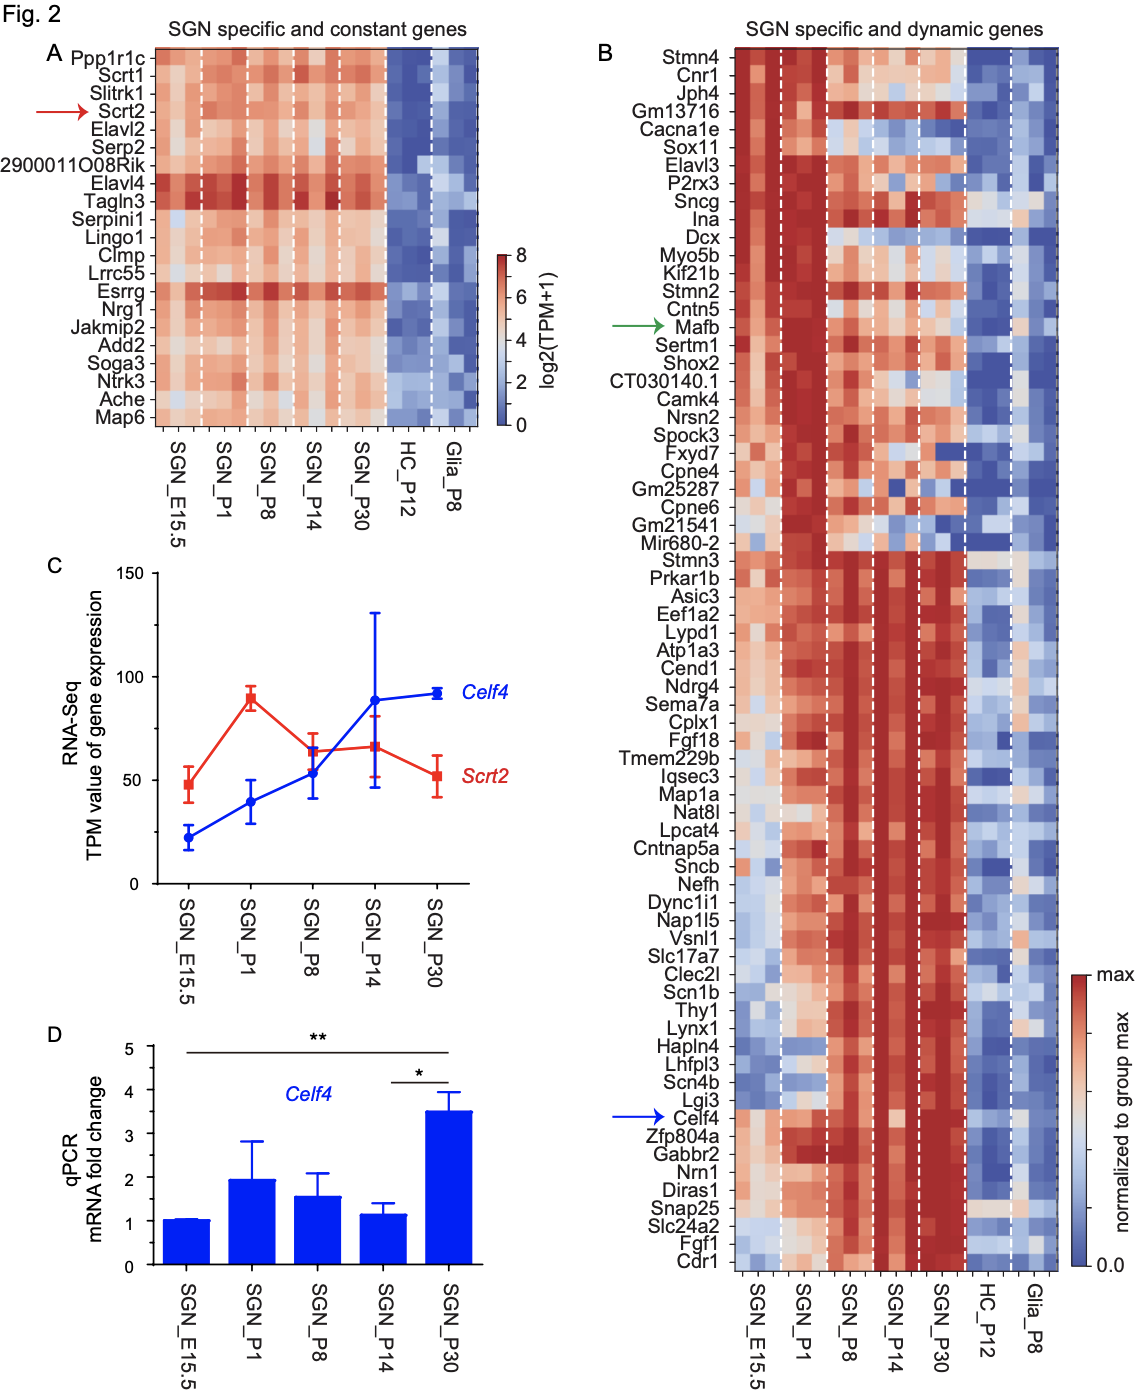 Fig. 2
A
SGN specific and constant genes
Ppp1r1c
Scrt1
Slitrk1
Scrt2
Elavl2
Serp2
2900011O08Rik
Elavl4
Tagln3
Serpini1
Lingo1
Clmp
Lrrc55
Esrrg
Nrg1
Jakmip2
Add2
Soga3
Ntrk3
Ache
Map6
SGN_E15.5
SGN_P1
SGN_P8
SGN_P14
SGN_P30
HC_P12
Glia_P8
8
6
4
2
0
log2(TPM+1)
B
SGN specific and dynamic genes
Stmn4
Cnr1
Jph4
Gm13716
Cacna1e
Sox11
Elavl3
P2rx3
Sncg
Ina
Dcx
Myo5b
Kif21b
Stmn2
Cntn5
Mafb
Sertm1
Shox2
CT030140.1
Camk4
Nrsn2
Spock3
Fxyd7
Cpne4
Gm25287
Cpne6
Gm21541
Mir680-2
Stmn3
Prkar1b
Asic3
Eef1a2
Lypd1
Atp1a3
Cend1
Ndrg4
Sema7a
Cplx1
Fgf18
Tmem229b
Iqsec3
Map1a
Nat8l
Lpcat4
Cntnap5a
Sncb
Nefh
Dync1i1
Nap1l5
Vsnl1
Slc17a7
Clec2l
Scn1b
Thy1
Lynx1
Hapln4
Lhfpl3
Scn4b
Lgi3
Celf4
Zfp804a
Gabbr2
Nrn1
Diras1
Snap25
Slc24a2
Fgf1
Cdr1
SGN_E15.5
SGN_P1
SGN_P8
SGN_P14
SGN_P30
HC_P12
Glia_P8
max
0.0
normalized to group max
C
RNA-Seq
TPM value of gene expression
150
100
50
0
Celf4
Scrt2
SGN_E15.5
SGN_P1
SGN_P8
SGN_P14
SGN_P30
D
qPCR
mRNA fold change
5
4
3
2
1
0
**
*
Celf4
SGN_E15.5
SGN_P1
SGN_P8
SGN_P14
SGN_P30